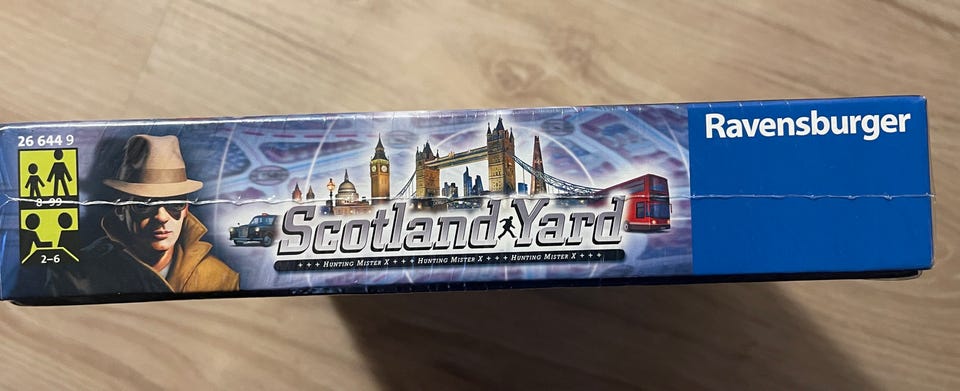 26 644 9
8-99
2-6
Scotland Yard
+ + + HUNTING MISTER X + + + HUNTING MISTER X + + + HUNTING MISTER X + + +
Ravensburger